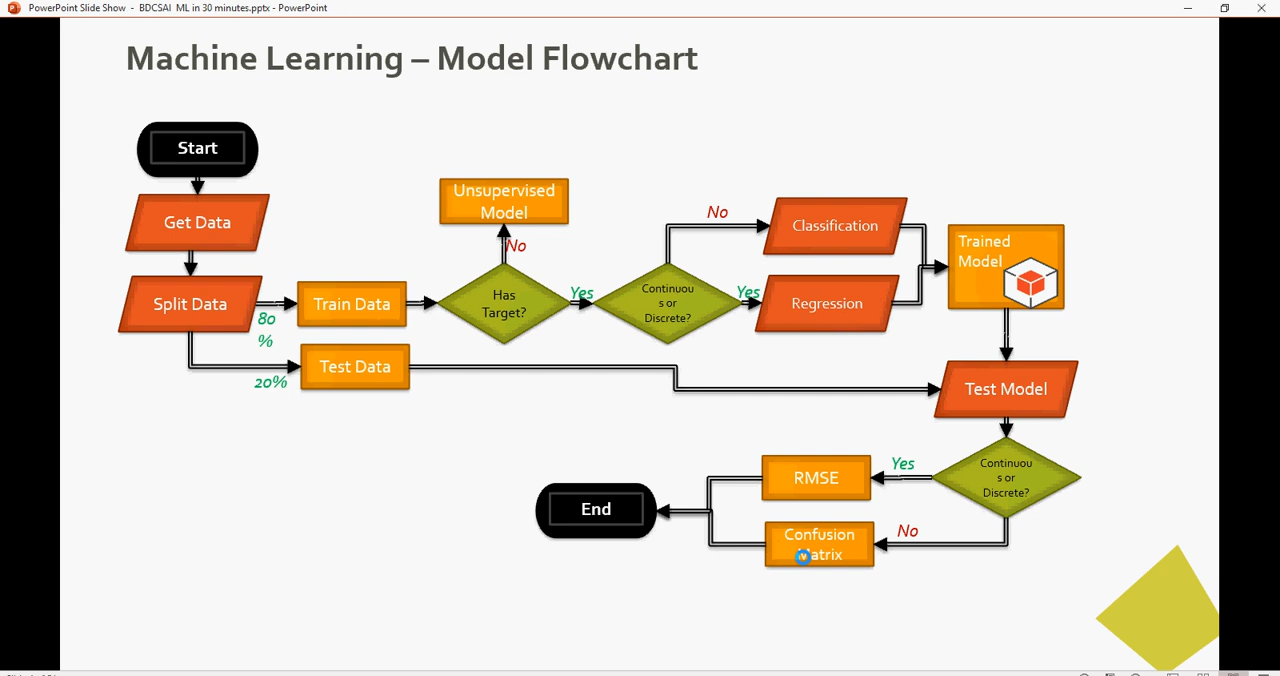 PowerPoint Slide Show - BDCSAI ML in 30 minutes.pptx - PowerPoint
Machine Learning – Model Flowchart
Start
Get Data
Split Data
80
%
20%
Train Data
Test Data
Unsupervised
Model
No
Has
Target?
Yes
Continuou
s or
Discrete?
No
Yes
Classification
Regression
Trained
Model
Test Model
Continuou
s or
Discrete?
Yes
No
RMSE
Confusion
Matrix
End